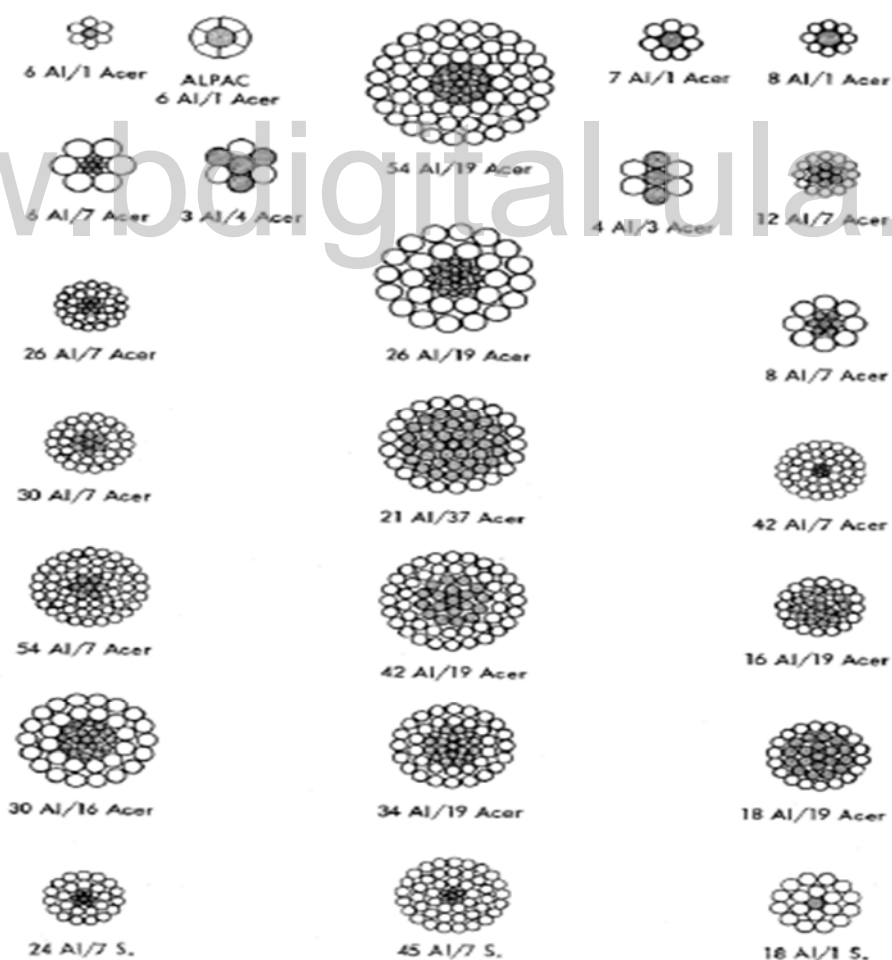 6 Al/1 Acer
ALPAC
6 Al/1 Acer
7 Al/1 Acer
8 Al/1 Acer
54 Al/19 Acer
6 Al/7 Acer
3 Al/4 Acer
4 Al/3 Acer
12 Al/7 Acer
w.bdigital.ula.
26 Al/7 Acer
26 Al/19 Acer
8 Al/7 Acer
30 Al/7 Acer
21 Al/37 Acer
42 Al/7 Acer
54 Al/7 Acer
42 Al/19 Acer
16 Al/19 Acer
30 Al/16 Acer
34 Al/19 Acer
18 Al/19 Acer
24 Al/7 S.
45 Al/7 S.
18 Al/1 S.